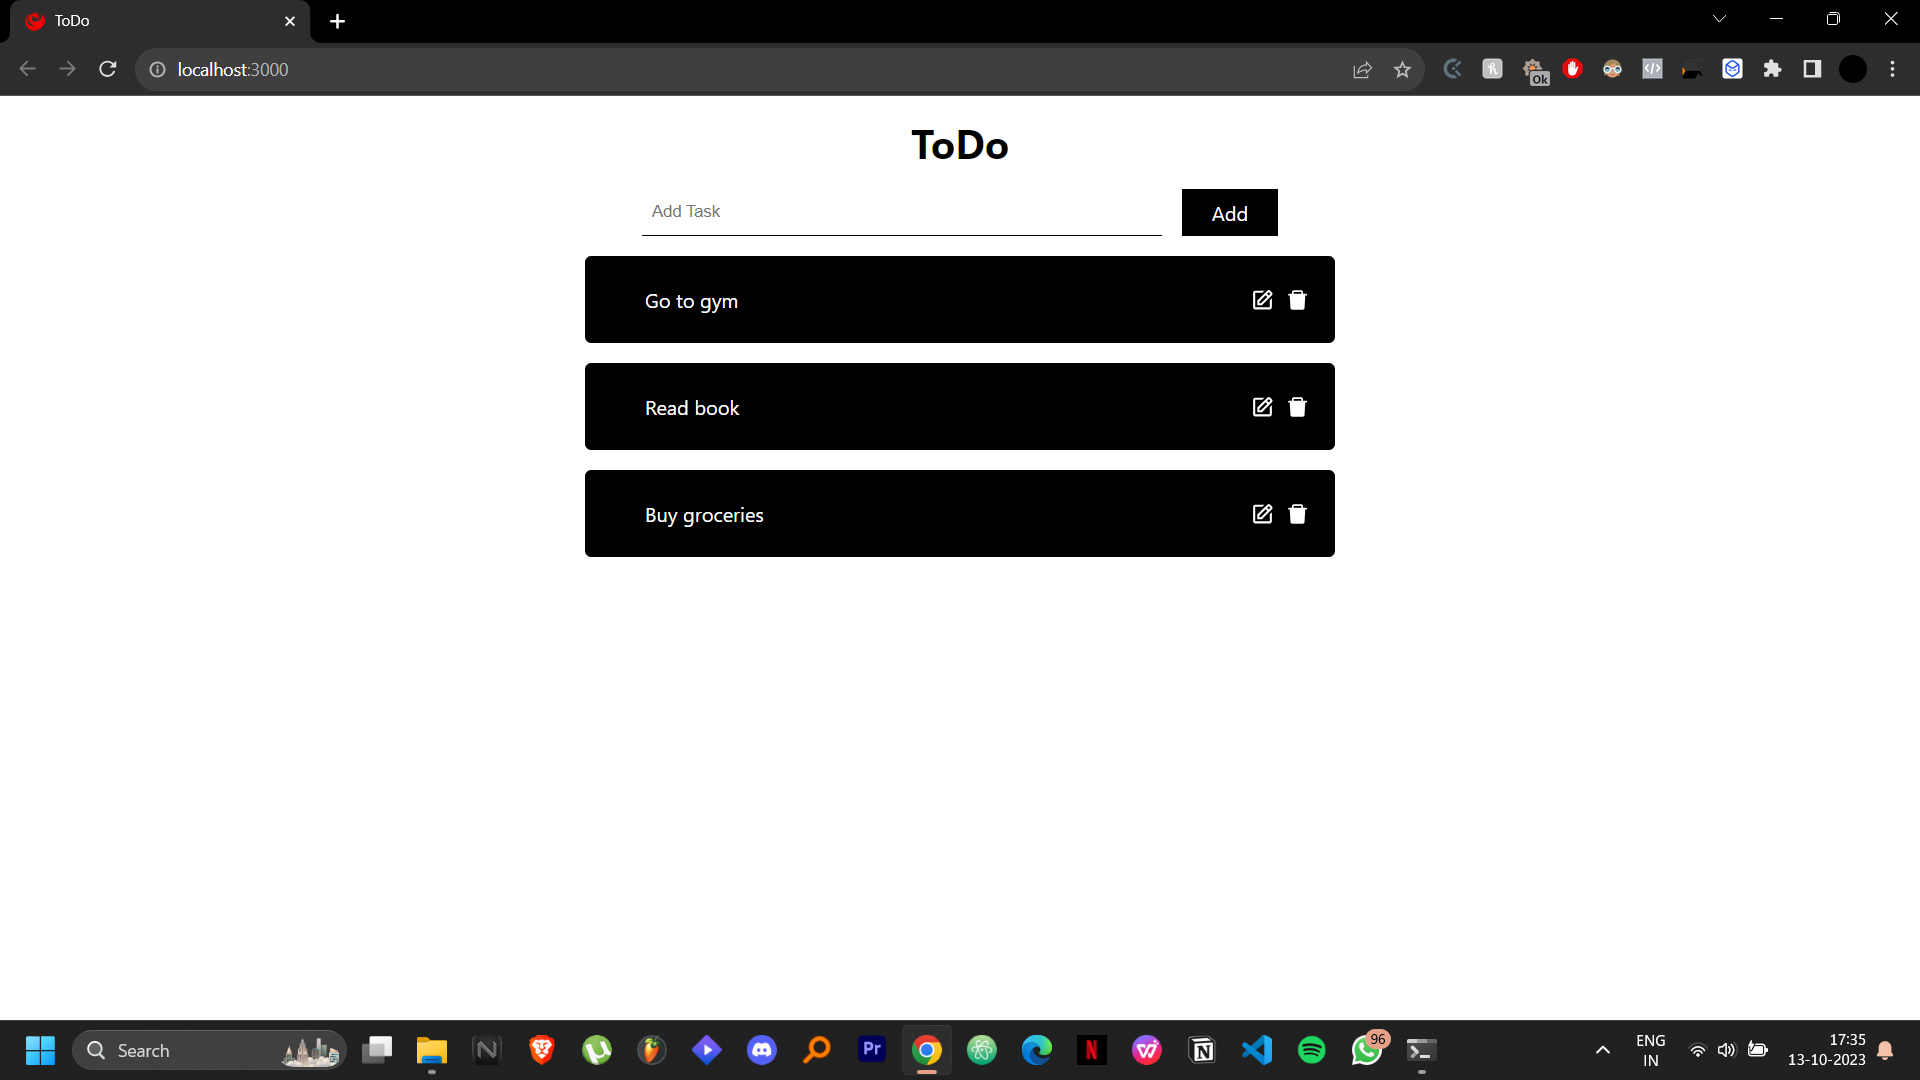 ToDo
localhost:3000
Ok
ToDo
Add Task
Add
Go to gym
Read book
Buy groceries
Search
Pr
N
96
ENG
IN
17:35
13-10-2023